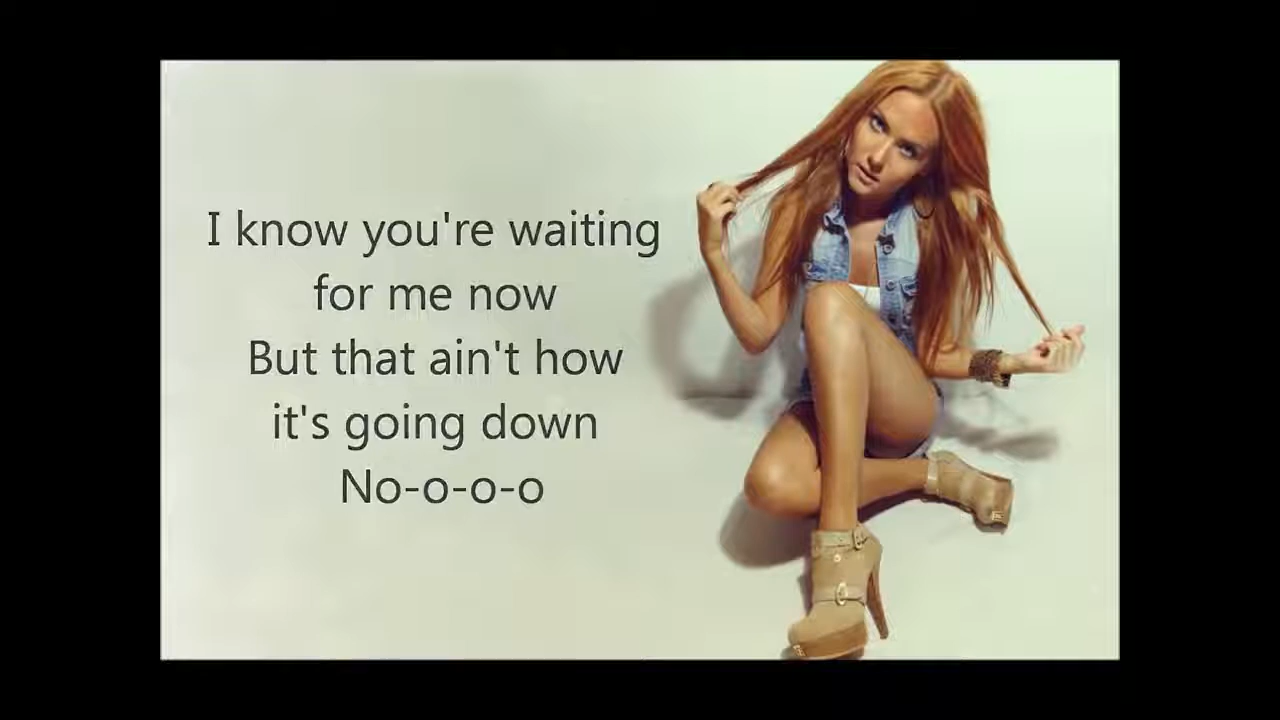 I know you're waiting
for me now
But that ain't how
it's going down
No-o-o-o